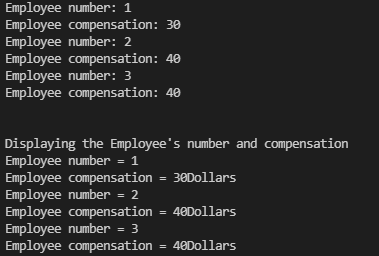 Employee number: 1
Employee compensation: 30
Employee number: 2
Employee compensation: 40
Employee number: 3
Employee compensation: 40
Displaying the Employee's number and compensation
Employee number = 1
Employee compensation = 30Dollars
Employee number = 2
Employee compensation = 40Dollars
Employee number = 3
Employee compensation = 40Dollars